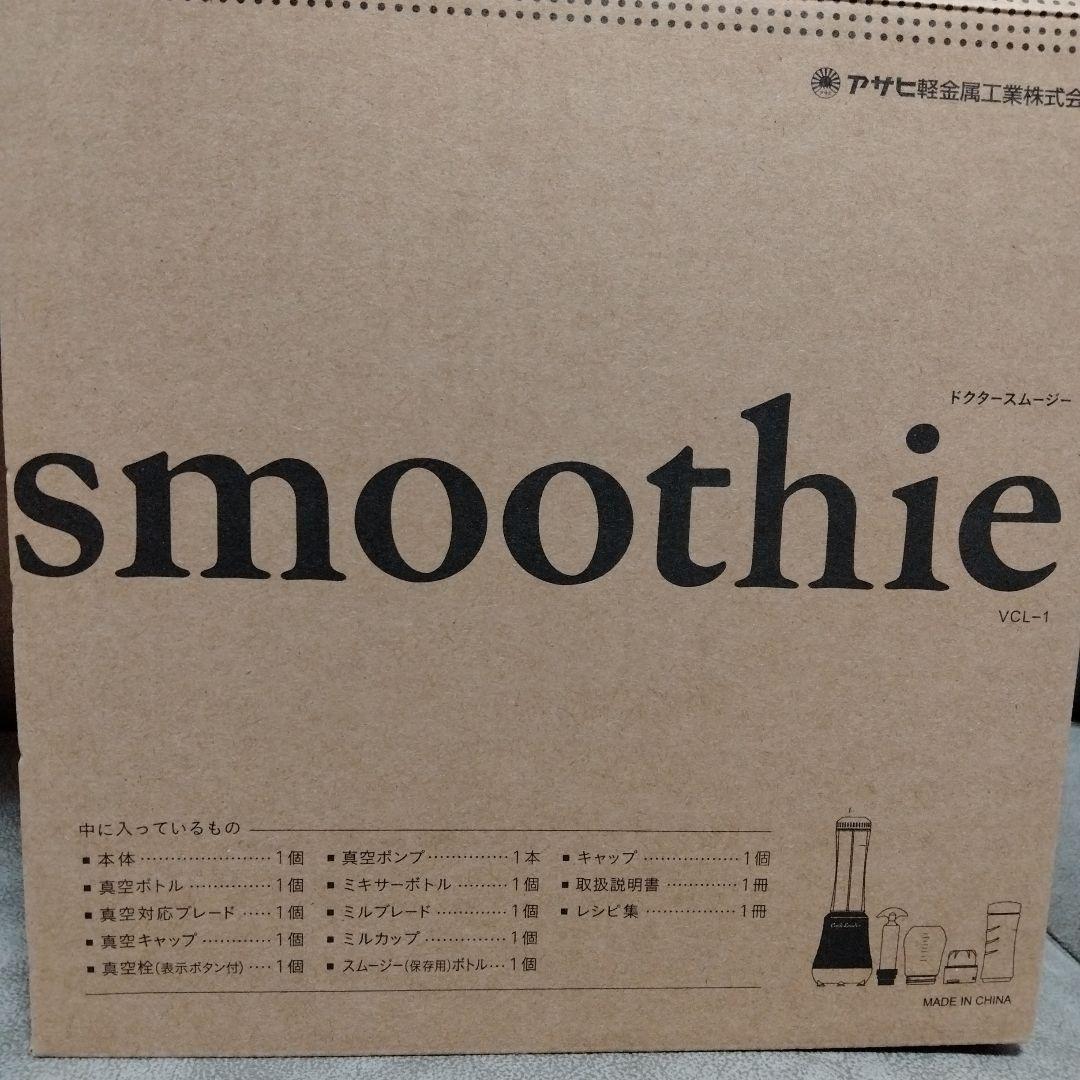 アサヒ軽金属工業株式会
ドクタースムージー
smoothie
VCL-1
中に入っているもの
■ 本体……………………1個
■ 真空ボトル……………1個
■ 真空対応ブレード……1個
■ 真空キャップ…………1個
■ 真空栓(表示ボタン付)…1個
■ 真空ポンプ……………1本
■ ミキサーボトル………1個
■ ミルブレード…………1個
■ ミルカップ……………1個
■ スムージー(保存用)ボトル…1個
■ キャップ………………1個
■ 取扱説明書……………1冊
■ レシピ集………………1冊
MADE IN CHINA